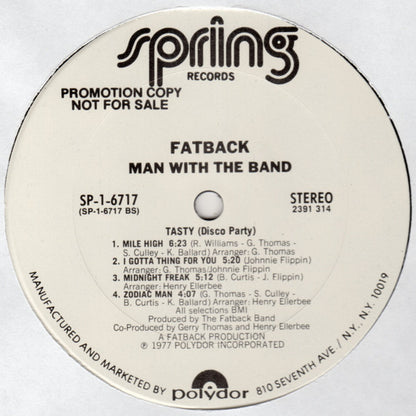 spring
RECORDS
PROMOTION COPY
NOT FOR SALE
FATBACK
MAN WITH THE BAND
SP-1-6717
(SP-1-6717 BS)
STEREO
2391 314
TASTY (Disco Party)
1. MILE HIGH 6:23 (R. Williams - G. Thomas -
S. Culley - K. Ballard) Arranger: G. Thomas
2. I GOTTA THING FOR YOU 5:20 (Johnnie Flippin)
Arranger: G. Thomas/Johnnie Flippin
3. MIDNIGHT FREAK 5:12 (B. Curtis - J. Flippin)
Arranger: Henry Ellerbee
4. ZODIAC MAN 4:07 (G. Thomas - S. Culley -
B. Curtis - K. Ballard) Arranger: Henry Ellerbee
All selections BMI
Produced by The Fatback Band
Co-Produced by Gerry Thomas and Henry Ellerbee
A FATBACK PRODUCTION
℗ 1977 POLYDOR INCORPORATED
MANUFACTURED AND MARKETED BY polydor 810 SEVENTH AVE / N.Y., N.Y. 10019